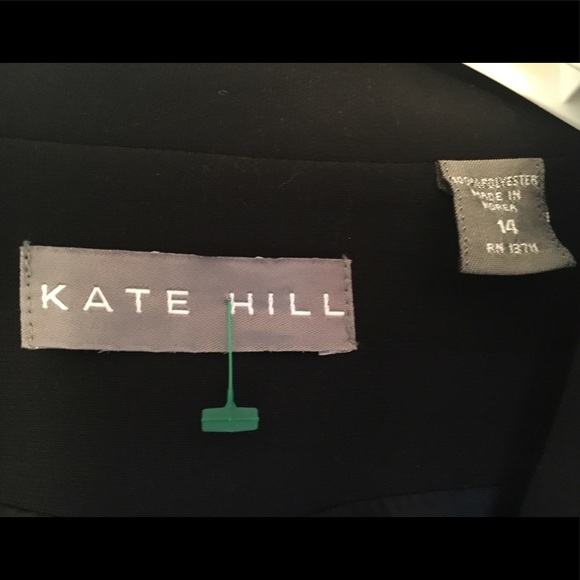 KATE HILL
100% POLYESTER
MADE IN
KOREA
14
RN 13711